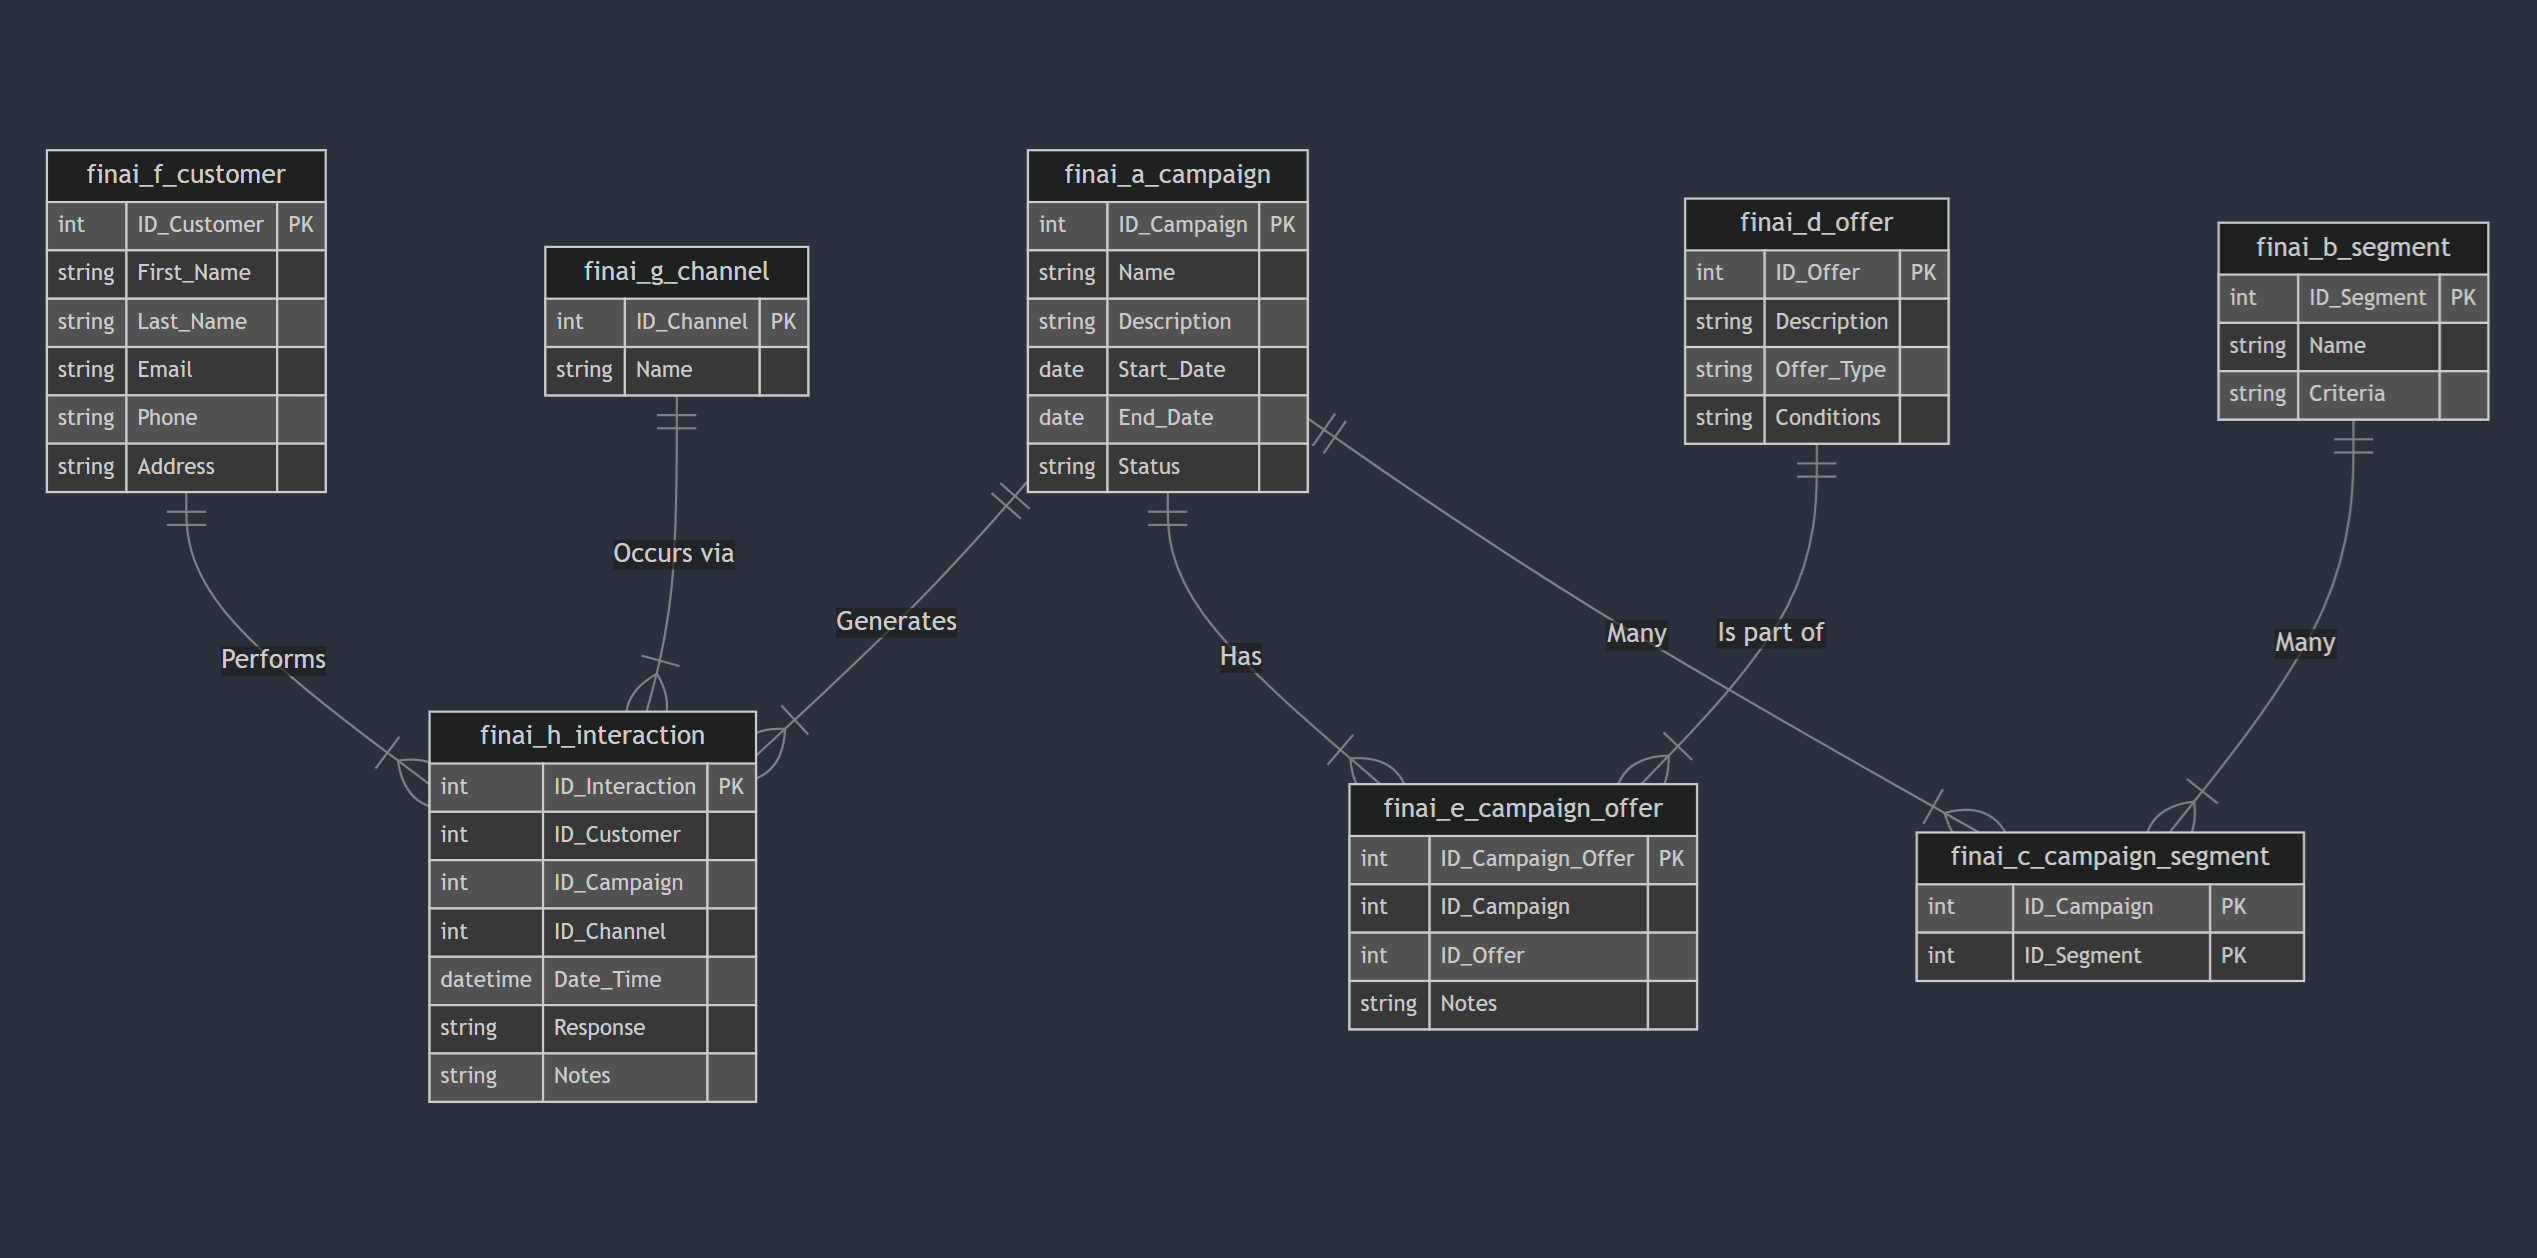 finai_f_customer
int ID_Customer PK
string First_Name
string Last_Name
string Email
string Phone
string Address
finai_g_channel
int ID_Channel PK
string Name
finai_a_campaign
int ID_Campaign PK
string Name
string Description
date Start_Date
date End_Date
string Status
finai_d_offer
int ID_Offer PK
string Description
string Offer_Type
string Conditions
finai_b_segment
int ID_Segment PK
string Name
string Criteria
Performs
Occurs via
Generates
Has
Many
Is part of
Many
finai_h_interaction
int ID_Interaction PK
int ID_Customer
int ID_Campaign
int ID_Channel
datetime Date_Time
string Response
string Notes
finai_e_campaign_offer
int ID_Campaign_Offer PK
int ID_Campaign
int ID_Offer
string Notes
finai_c_campaign_segment
int ID_Campaign PK
int ID_Segment PK